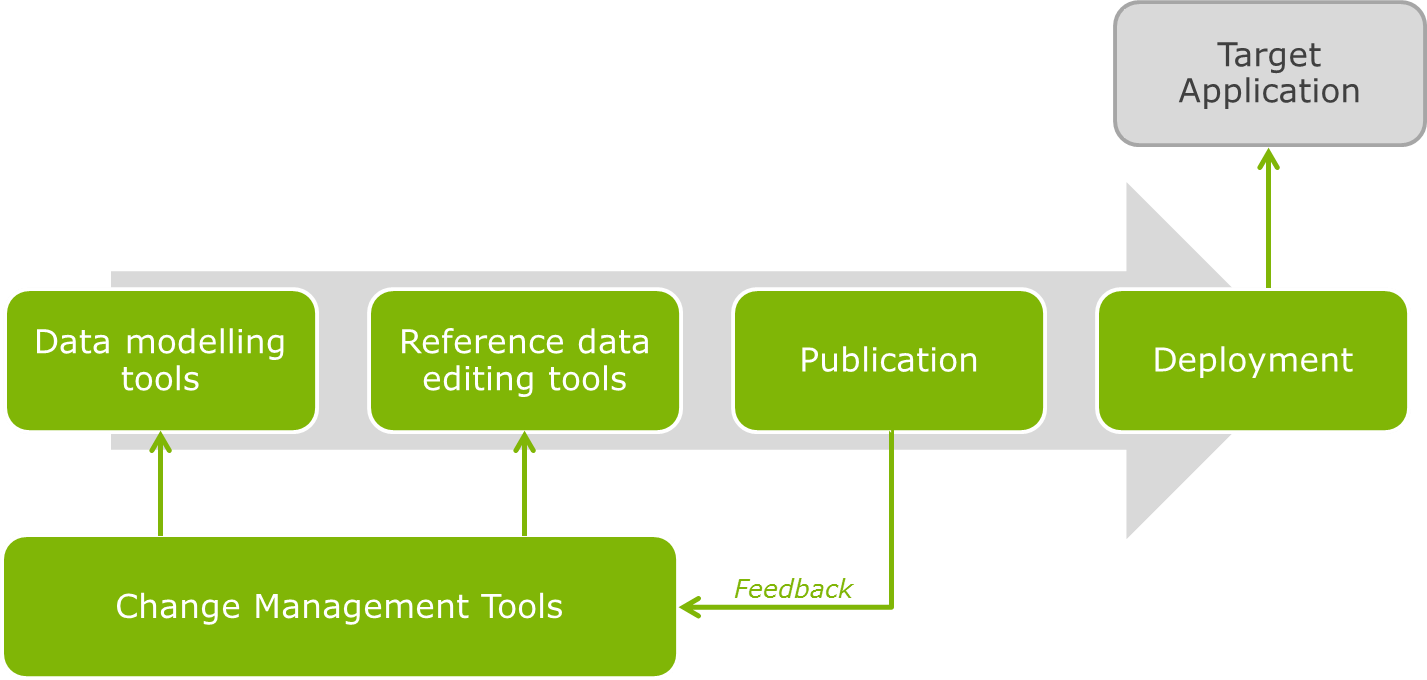 Target
Application
Data modelling
tools
Reference data
editing tools
Publication
Deployment
Change Management Tools
Feedback